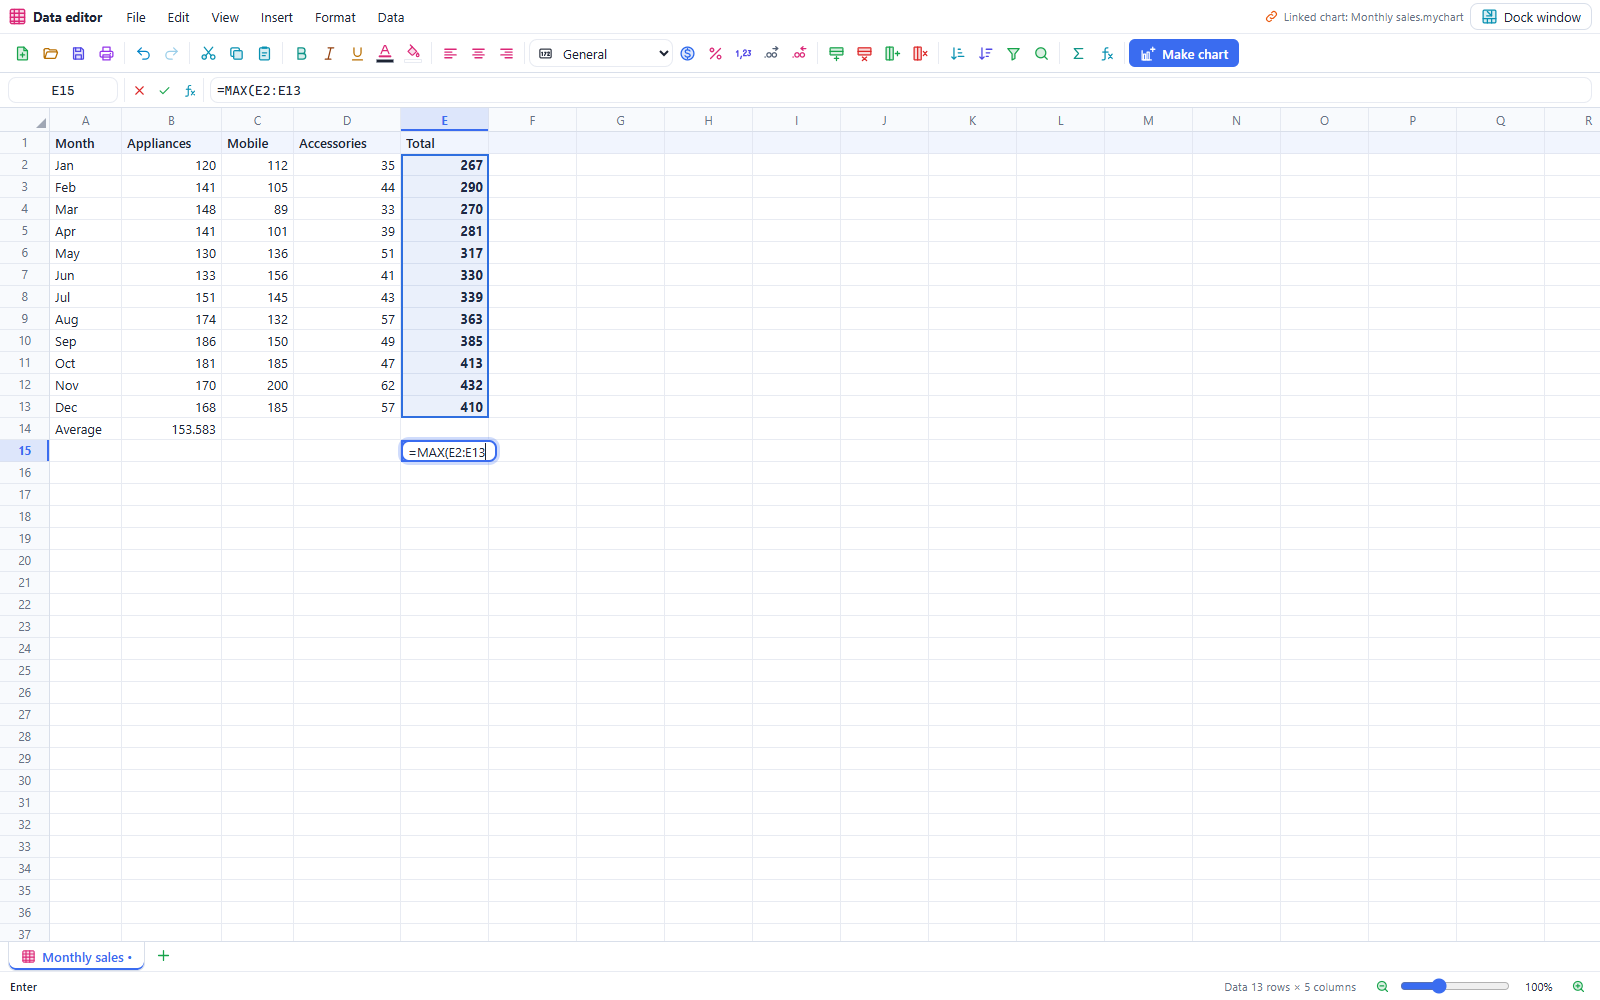 Data editor File Edit View Insert Format Data Linked chart: Monthly sales.mychart Dock window
B I U A General $ % 1,23 .00 .00 Σ fx Make chart
E15 fx =MAX(E2:E13
A B C D E F G H I J K L M N O P Q R
1 Month Appliances Mobile Accessories Total
2 Jan 120 112 35 267
3 Feb 141 105 44 290
4 Mar 148 89 33 270
5 Apr 141 101 39 281
6 May 130 136 51 317
7 Jun 133 156 41 330
8 Jul 151 145 43 339
9 Aug 174 132 57 363
10 Sep 186 150 49 385
11 Oct 181 185 47 413
12 Nov 170 200 62 432
13 Dec 168 185 57 410
14 Average 153.583
15 =MAX(E2:E13
16
17
18
19
20
21
22
23
24
25
26
27
28
29
30
31
32
33
34
35
36
37
Monthly sales •
Enter Data 13 rows × 5 columns 100%